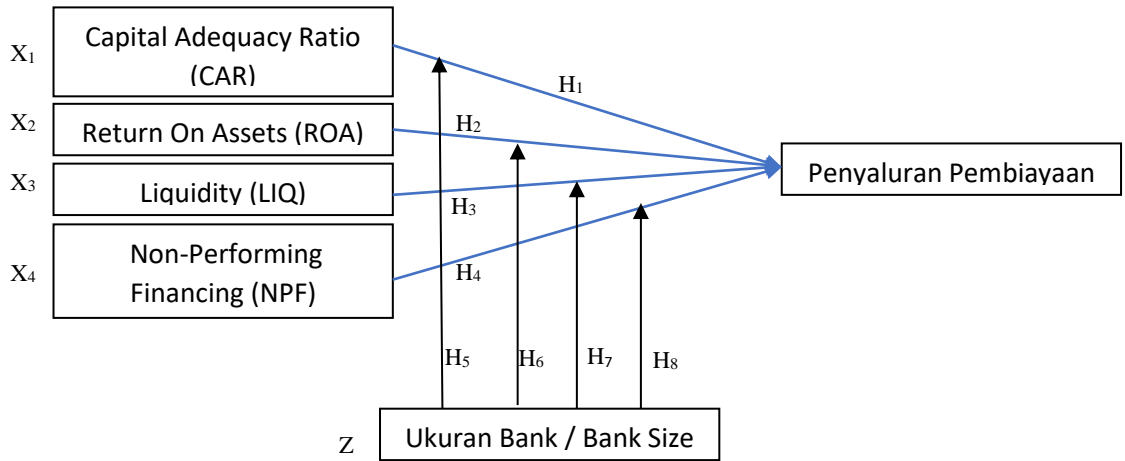 X₁
Capital Adequacy Ratio
(CAR)
H₁
X₂
Return On Assets (ROA)
H₂
X₃
Liquidity (LIQ)
H₃
Penyaluran Pembiayaan
X₄
Non-Performing
Financing (NPF)
H₄
H₅
H₆
H₇
H₈
Z
Ukuran Bank / Bank Size